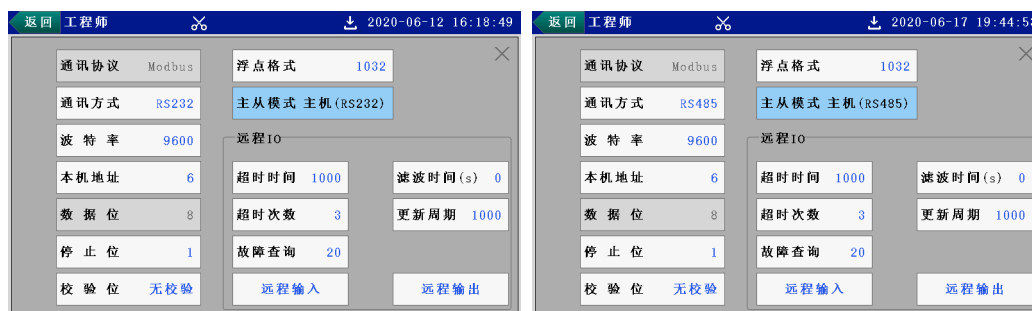 返回 工程师 2020-06-12 16:18:49
通讯协议 Modbus 浮点格式 1032
通讯方式 RS232 主从模式 主机(RS232)
波特率 9600 远程IO
本机地址 6 超时时间 1000 滤波时间(s) 0
数据位 8 超时次数 3 更新周期 1000
停止位 1 故障查询 20
校验位 无校验 远程输入 远程输出
返回 工程师 2020-06-17 19:44:52
通讯协议 Modbus 浮点格式 1032
通讯方式 RS485 主从模式 主机(RS485)
波特率 9600 远程IO
本机地址 6 超时时间 1000 滤波时间(s) 0
数据位 8 超时次数 3 更新周期 1000
停止位 1 故障查询 20
校验位 无校验 远程输入 远程输出